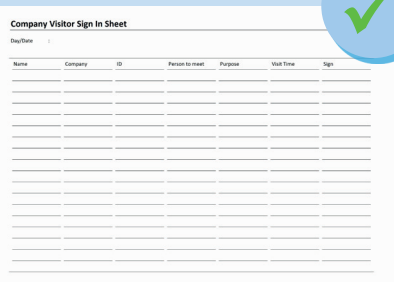 Company Visitor Sign In Sheet
Day/Date :
Name Company ID Person to meet Purpose Visit Time Sign